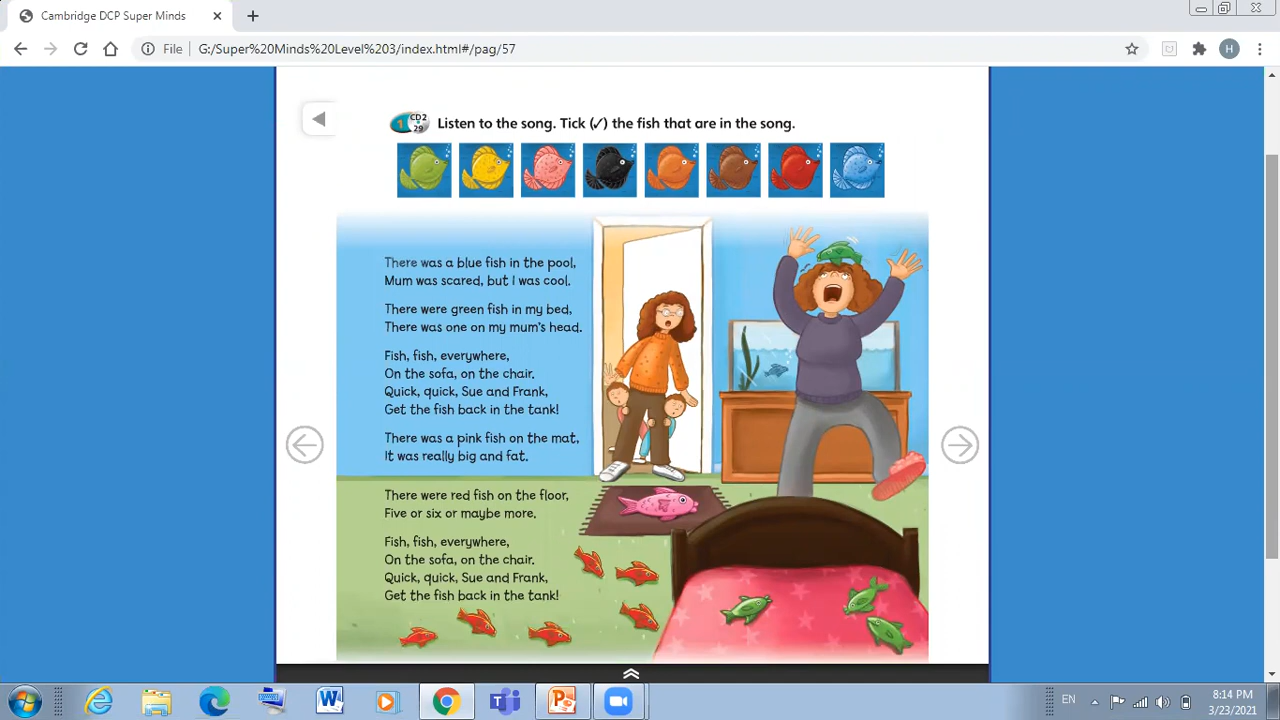 Cambridge DCP Super Minds
File
G:/Super%20Minds%20Level%203/index.html#/pag/57
H
1 CD2 29 Listen to the song. Tick (✓) the fish that are in the song.
There was a blue fish in the pool,
Mum was scared, but I was cool.
There were green fish in my bed,
There was one on my mum's head.
Fish, fish, everywhere,
On the sofa, on the chair.
Quick, quick, Sue and Frank,
Get the fish back in the tank!
There was a pink fish on the mat,
It was really big and fat.
There were red fish on the floor,
Five or six or maybe more.
Fish, fish, everywhere,
On the sofa, on the chair.
Quick, quick, Sue and Frank,
Get the fish back in the tank!
EN
8:14 PM
3/23/2021